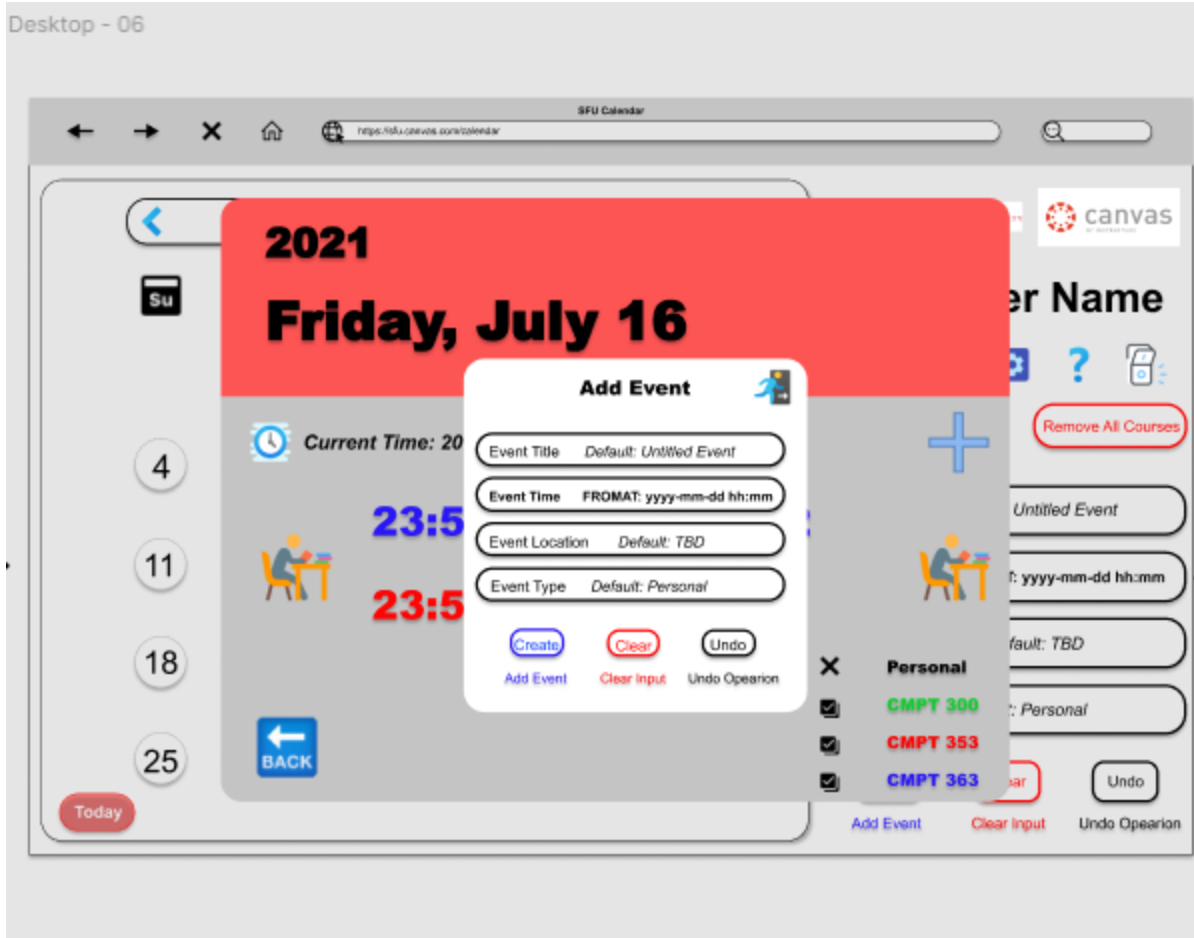 Desktop - 06
SFU Calendar
https://sfu.canvas.com/calendar
canvas
2021
Friday, July 16
er Name
Su
Add Event
Remove All Courses
Current Time: 20
Event Title Default: Untitled Event
Event Time FROMAT: yyyy-mm-dd hh:mm
Event Location Default: TBD
Event Type Default: Personal
Create
Clear
Undo
Add Event
Clear Input
Undo Opearion
23:5
23:5
4
11
18
25
BACK
Today
Personal
CMPT 300
CMPT 353
CMPT 363
Untitled Event
T: yyyy-mm-dd hh:mm
fault: TBD
: Personal
ar
Undo
Add Event
Clear Input
Undo Opearion